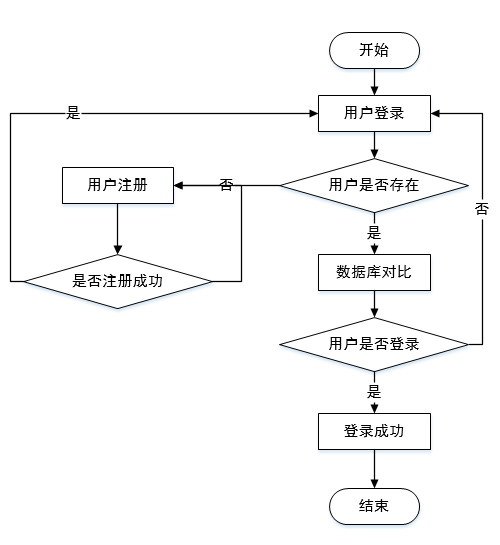 开始
是
用户登录
用户注册
否
用户是否存在
否
是
是否注册成功
数据库对比
用户是否登录
是
登录成功
结束